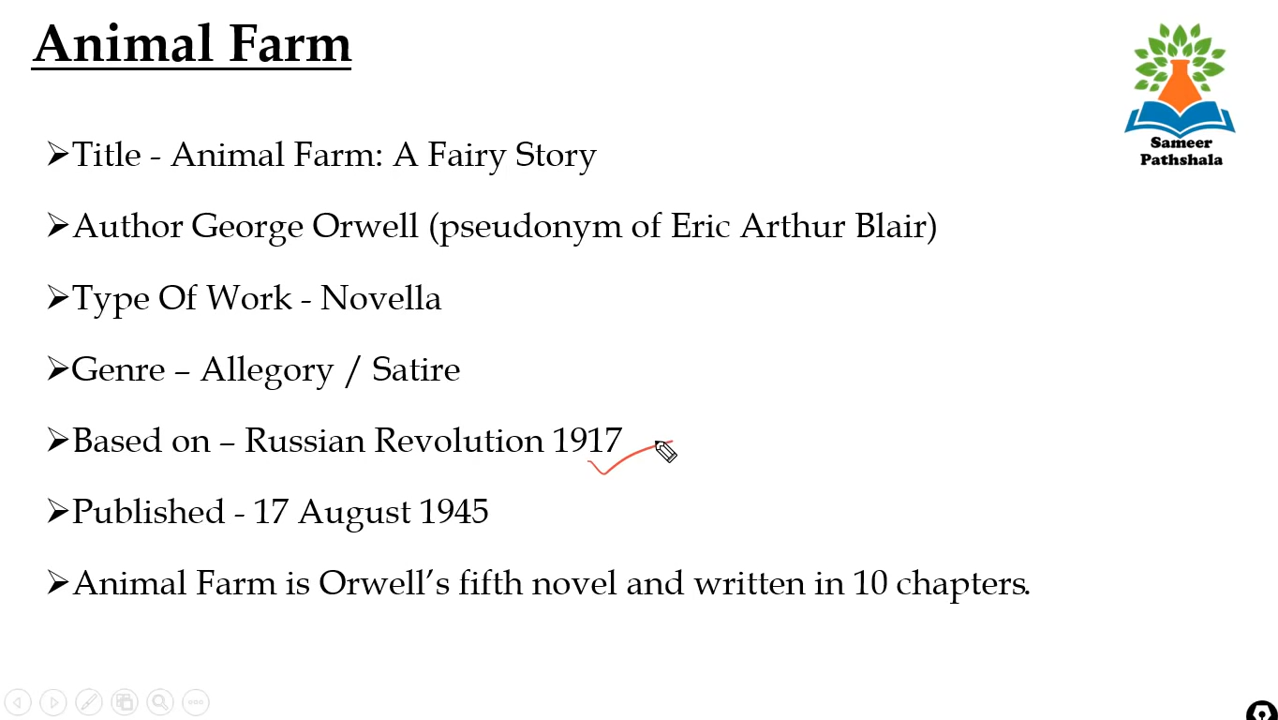 Animal Farm
Sameer
Pathshala
➢Title - Animal Farm: A Fairy Story
➢Author George Orwell (pseudonym of Eric Arthur Blair)
➢Type Of Work - Novella
➢Genre – Allegory / Satire
➢Based on – Russian Revolution 1917
➢Published - 17 August 1945
➢Animal Farm is Orwell’s fifth novel and written in 10 chapters.